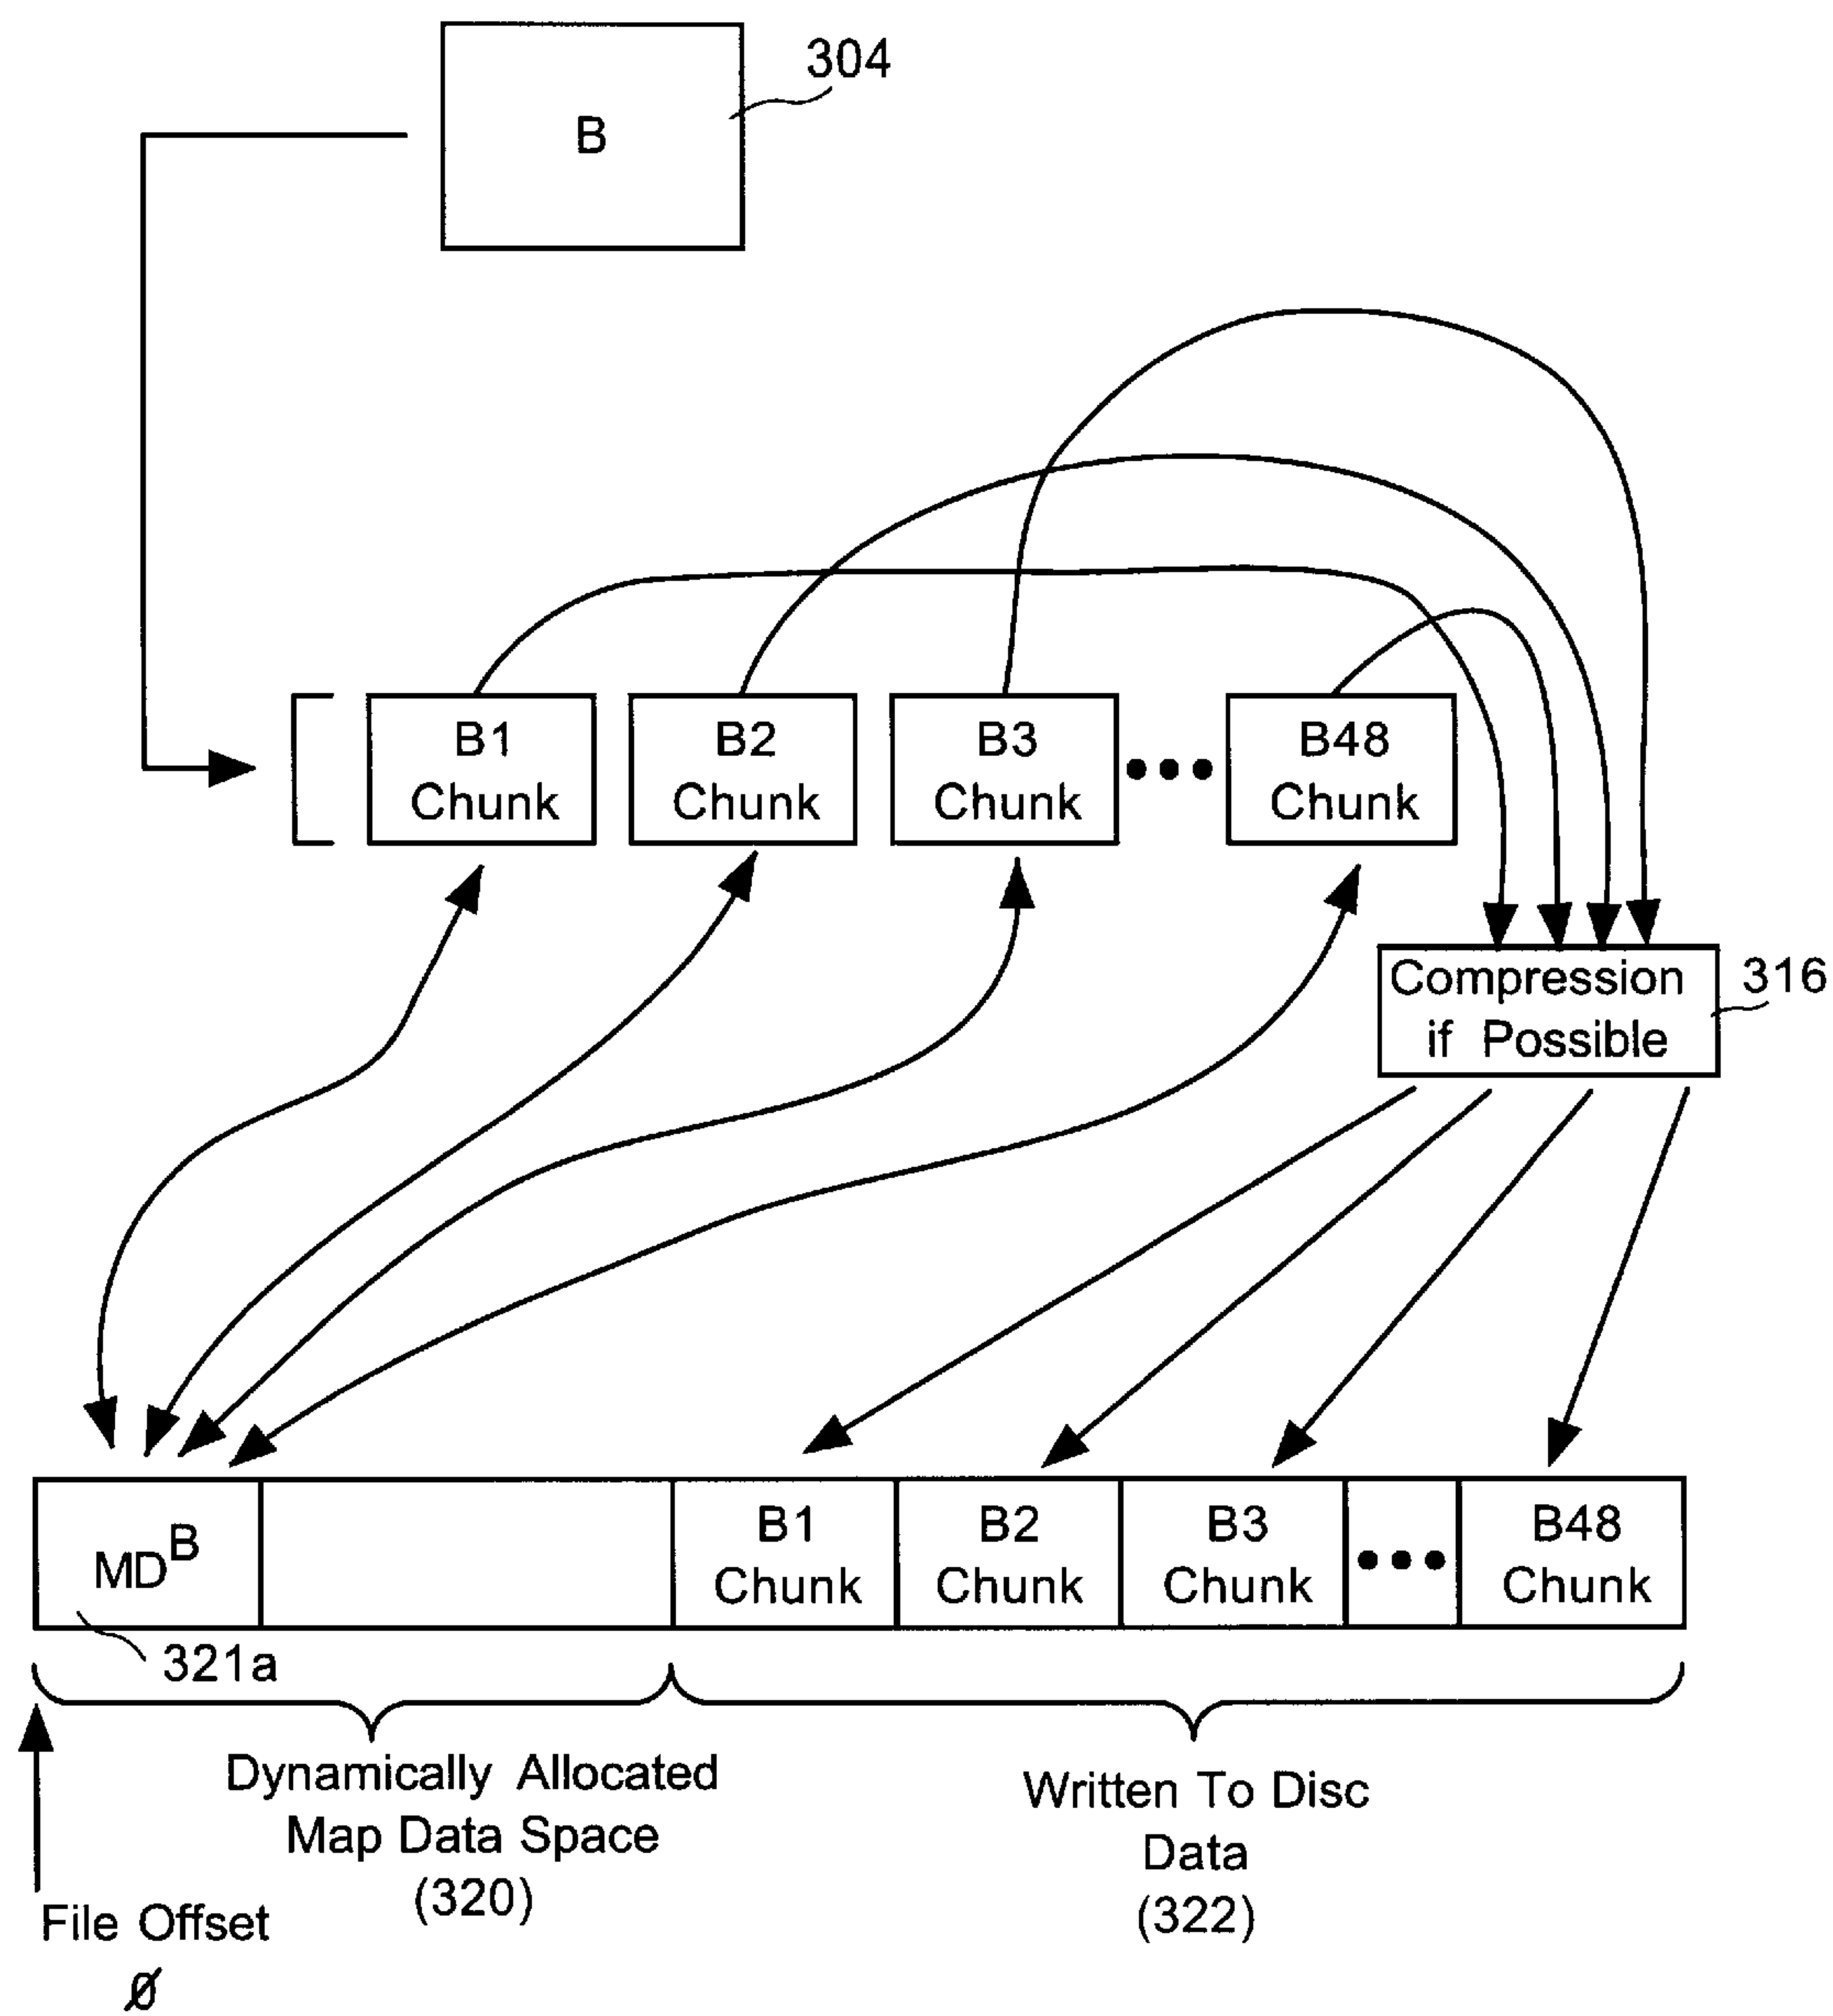 304
B
B1
Chunk
B2
Chunk
B3
Chunk
•••
B48
Chunk
Compression
if Possible
316
MD^B
B1
Chunk
B2
Chunk
B3
Chunk
•••
B48
Chunk
321a
Dynamically Allocated
Map Data Space
(320)
Written To Disc
Data
(322)
File Offset
Ø